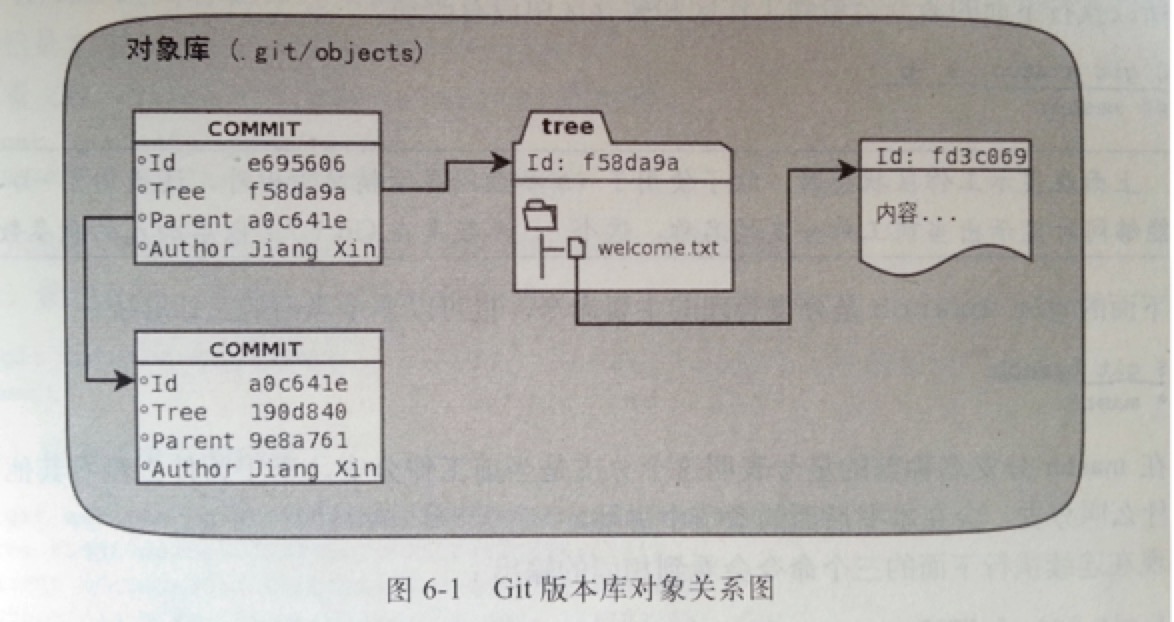 对象库 (.git/objects)
COMMIT
Id e695606
Tree f58da9a
Parent a0c641e
Author Jiang Xin
tree
Id: f58da9a
welcome.txt
Id: fd3c069
内容...
COMMIT
Id a0c641e
Tree 190d840
Parent 9e8a761
Author Jiang Xin
图 6-1 Git 版本库对象关系图